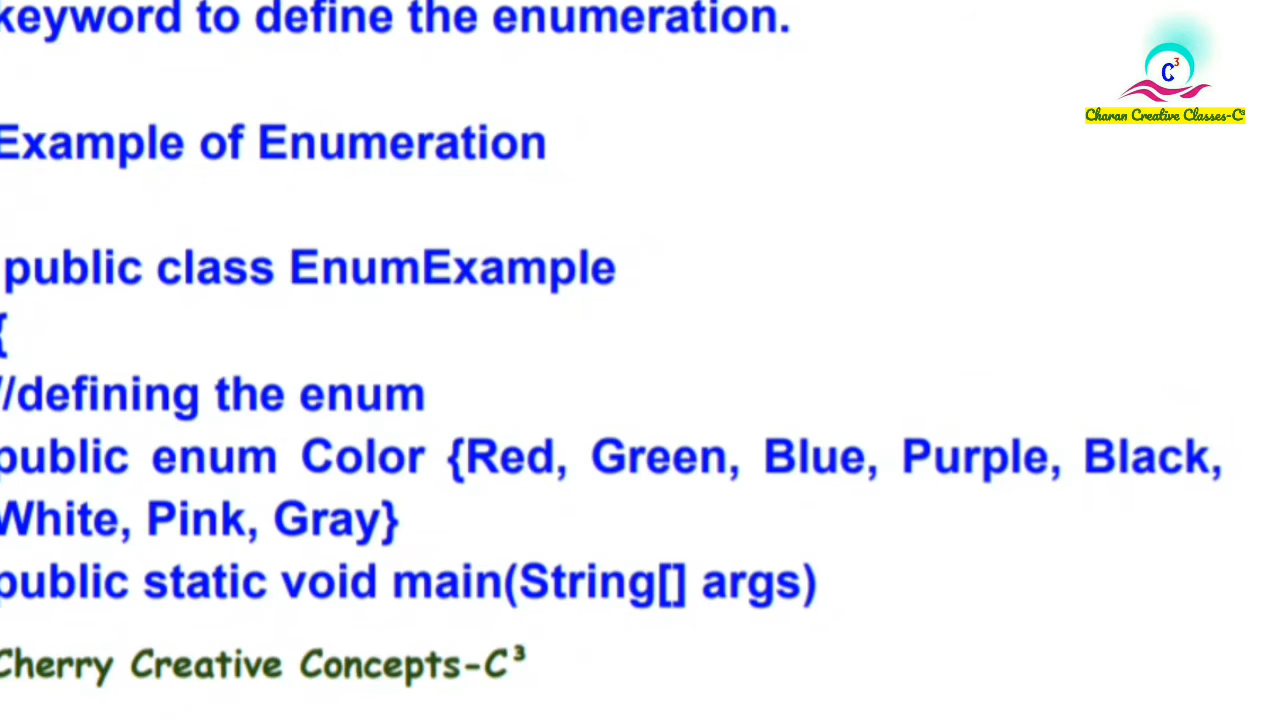 keyword to define the enumeration.
C³
Charan Creative Classes-C³
Example of Enumeration
public class EnumExample
{
//defining the enum
public enum Color {Red, Green, Blue, Purple, Black,
White, Pink, Gray}
public static void main(String[] args)
Cherry Creative Concepts-C³